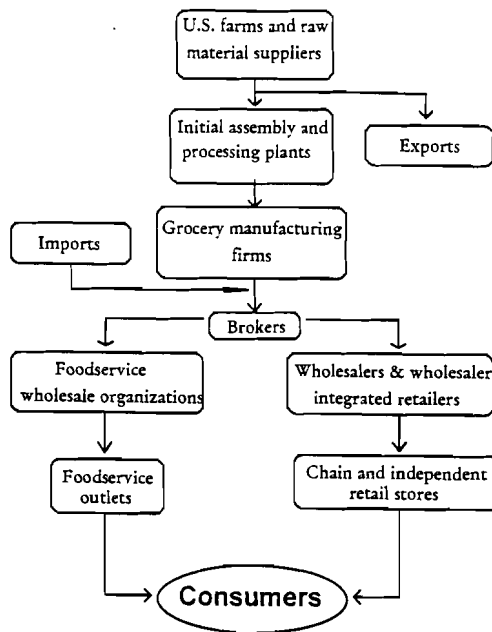 U.S. farms and raw
material suppliers
Initial assembly and
processing plants
Exports
Grocery manufacturing
firms
Imports
Brokers
Foodservice
wholesale organizations
Wholesalers & wholesaler
integrated retailers
Foodservice
outlets
Chain and independent
retail stores
Consumers